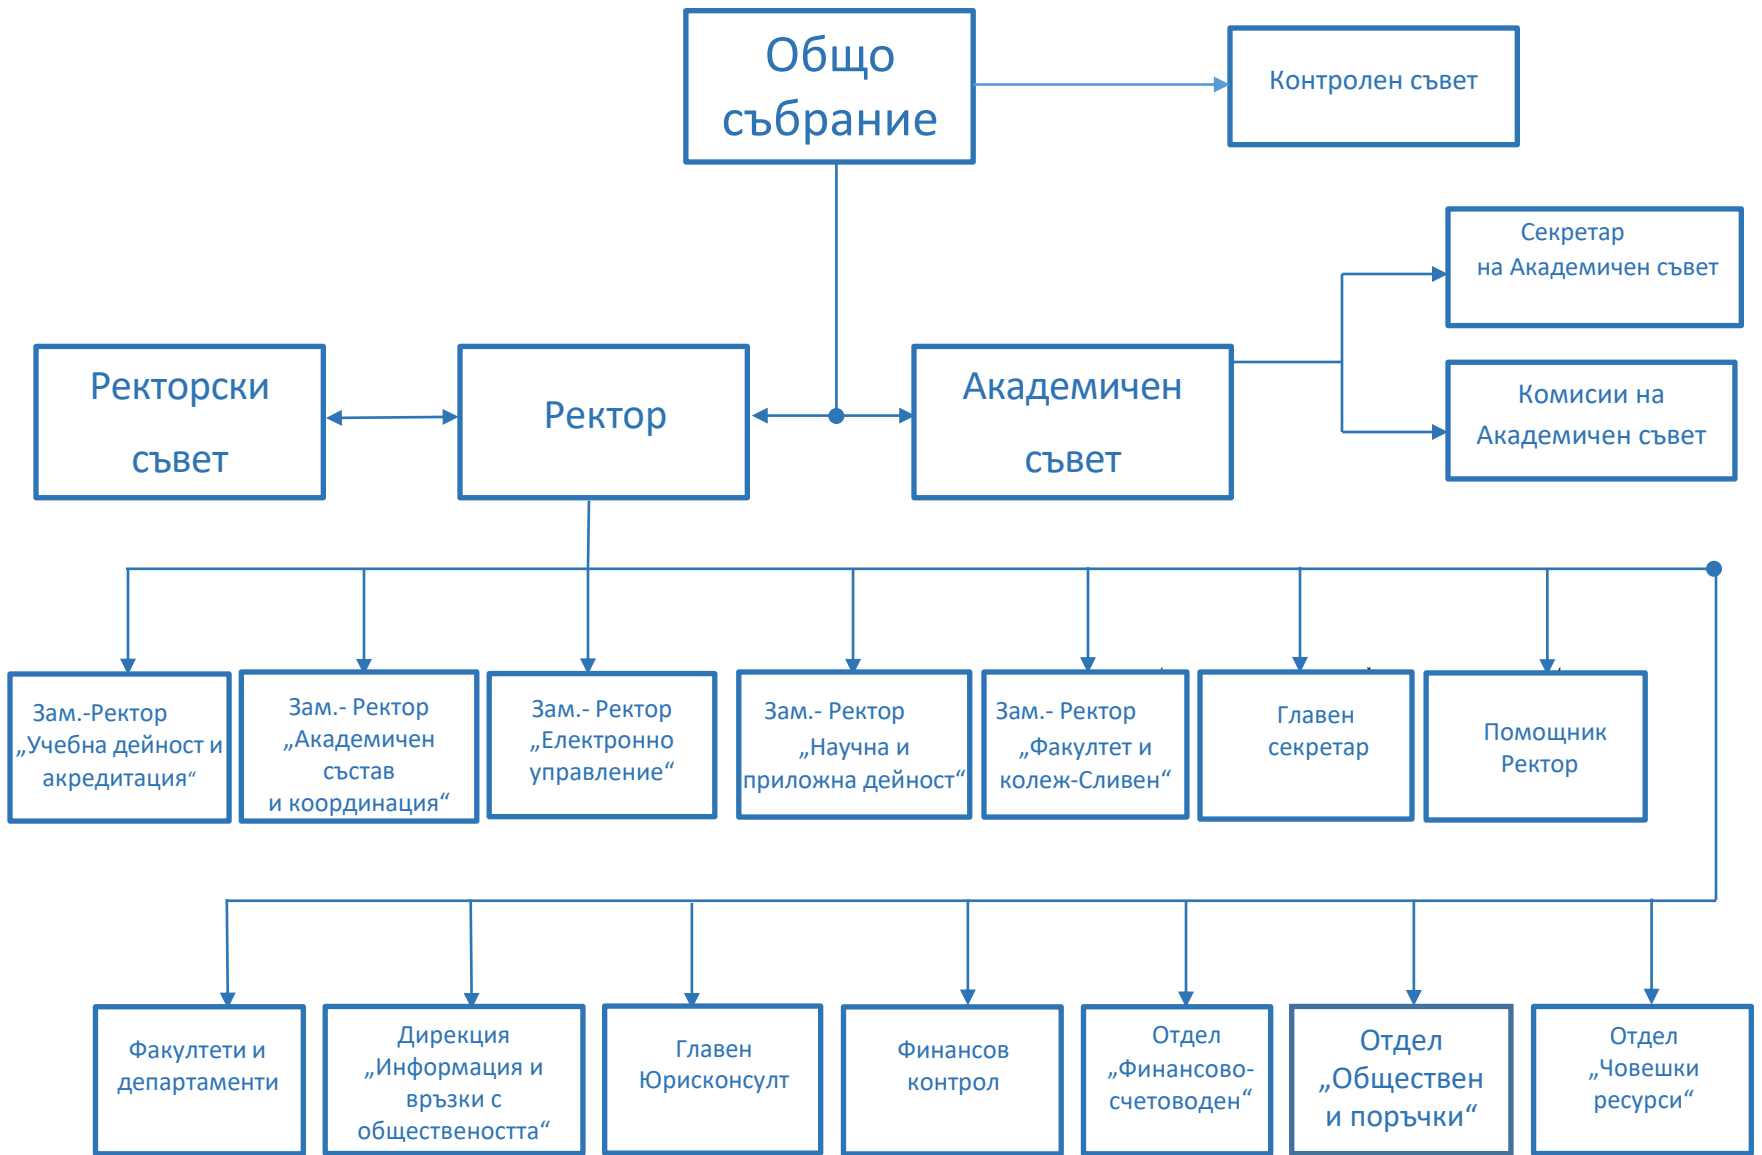 Общо
събрание
Контролен съвет
Секретар
на Академичен съвет
Ректорски
съвет
Ректор
Академичен
съвет
Комисии на
Академичен съвет
Зам.-Ректор
„Учебна дейност и
акредитация“
Зам.- Ректор
„Академичен
състав
и координация“
Зам.- Ректор
„Електронно
управление“
Зам.- Ректор
„Научна и
приложна дейност“
Зам.- Ректор
„Факултет и
колеж-Сливен“
Главен
секретар
Помощник
Ректор
Факултети и
департаменти
Дирекция
„Информация и
връзки с
обществеността“
Главен
Юрисконсулт
Финансов
контрол
Отдел
„Финансово-
счетоводен“
Отдел
„Обществен
и поръчки“
Отдел
„Човешки
ресурси“